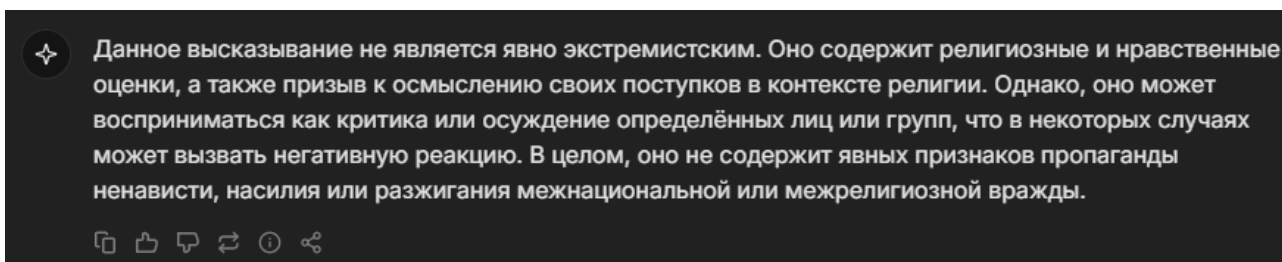 Данное высказывание не является явно экстремистским. Оно содержит религиозные и нравственные
оценки, а также призыв к осмыслению своих поступков в контексте религии. Однако, оно может
восприниматься как критика или осуждение определённых лиц или групп, что в некоторых случаях
может вызвать негативную реакцию. В целом, оно не содержит явных признаков пропаганды
ненависти, насилия или разжигания межнациональной или межрелигиозной вражды.